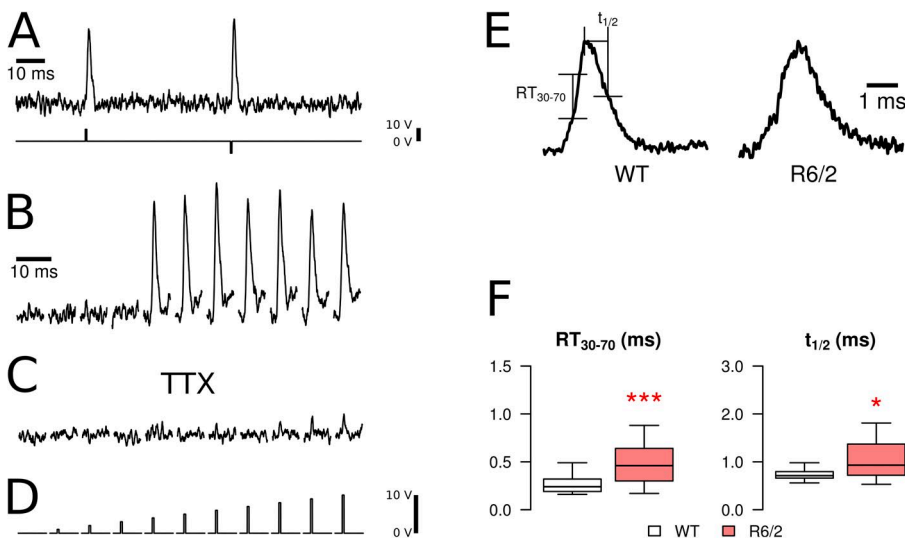 A
10 ms
10 V
0 V
B
10 ms
C
TTX
D
10 V
0 V
E
t1/2
RT30-70
WT
R6/2
1 ms
F
RT30-70 (ms)
1.5
1.0
0.5
0.0
***
t1/2 (ms)
3.0
2.0
1.0
0.0
*
WT
R6/2